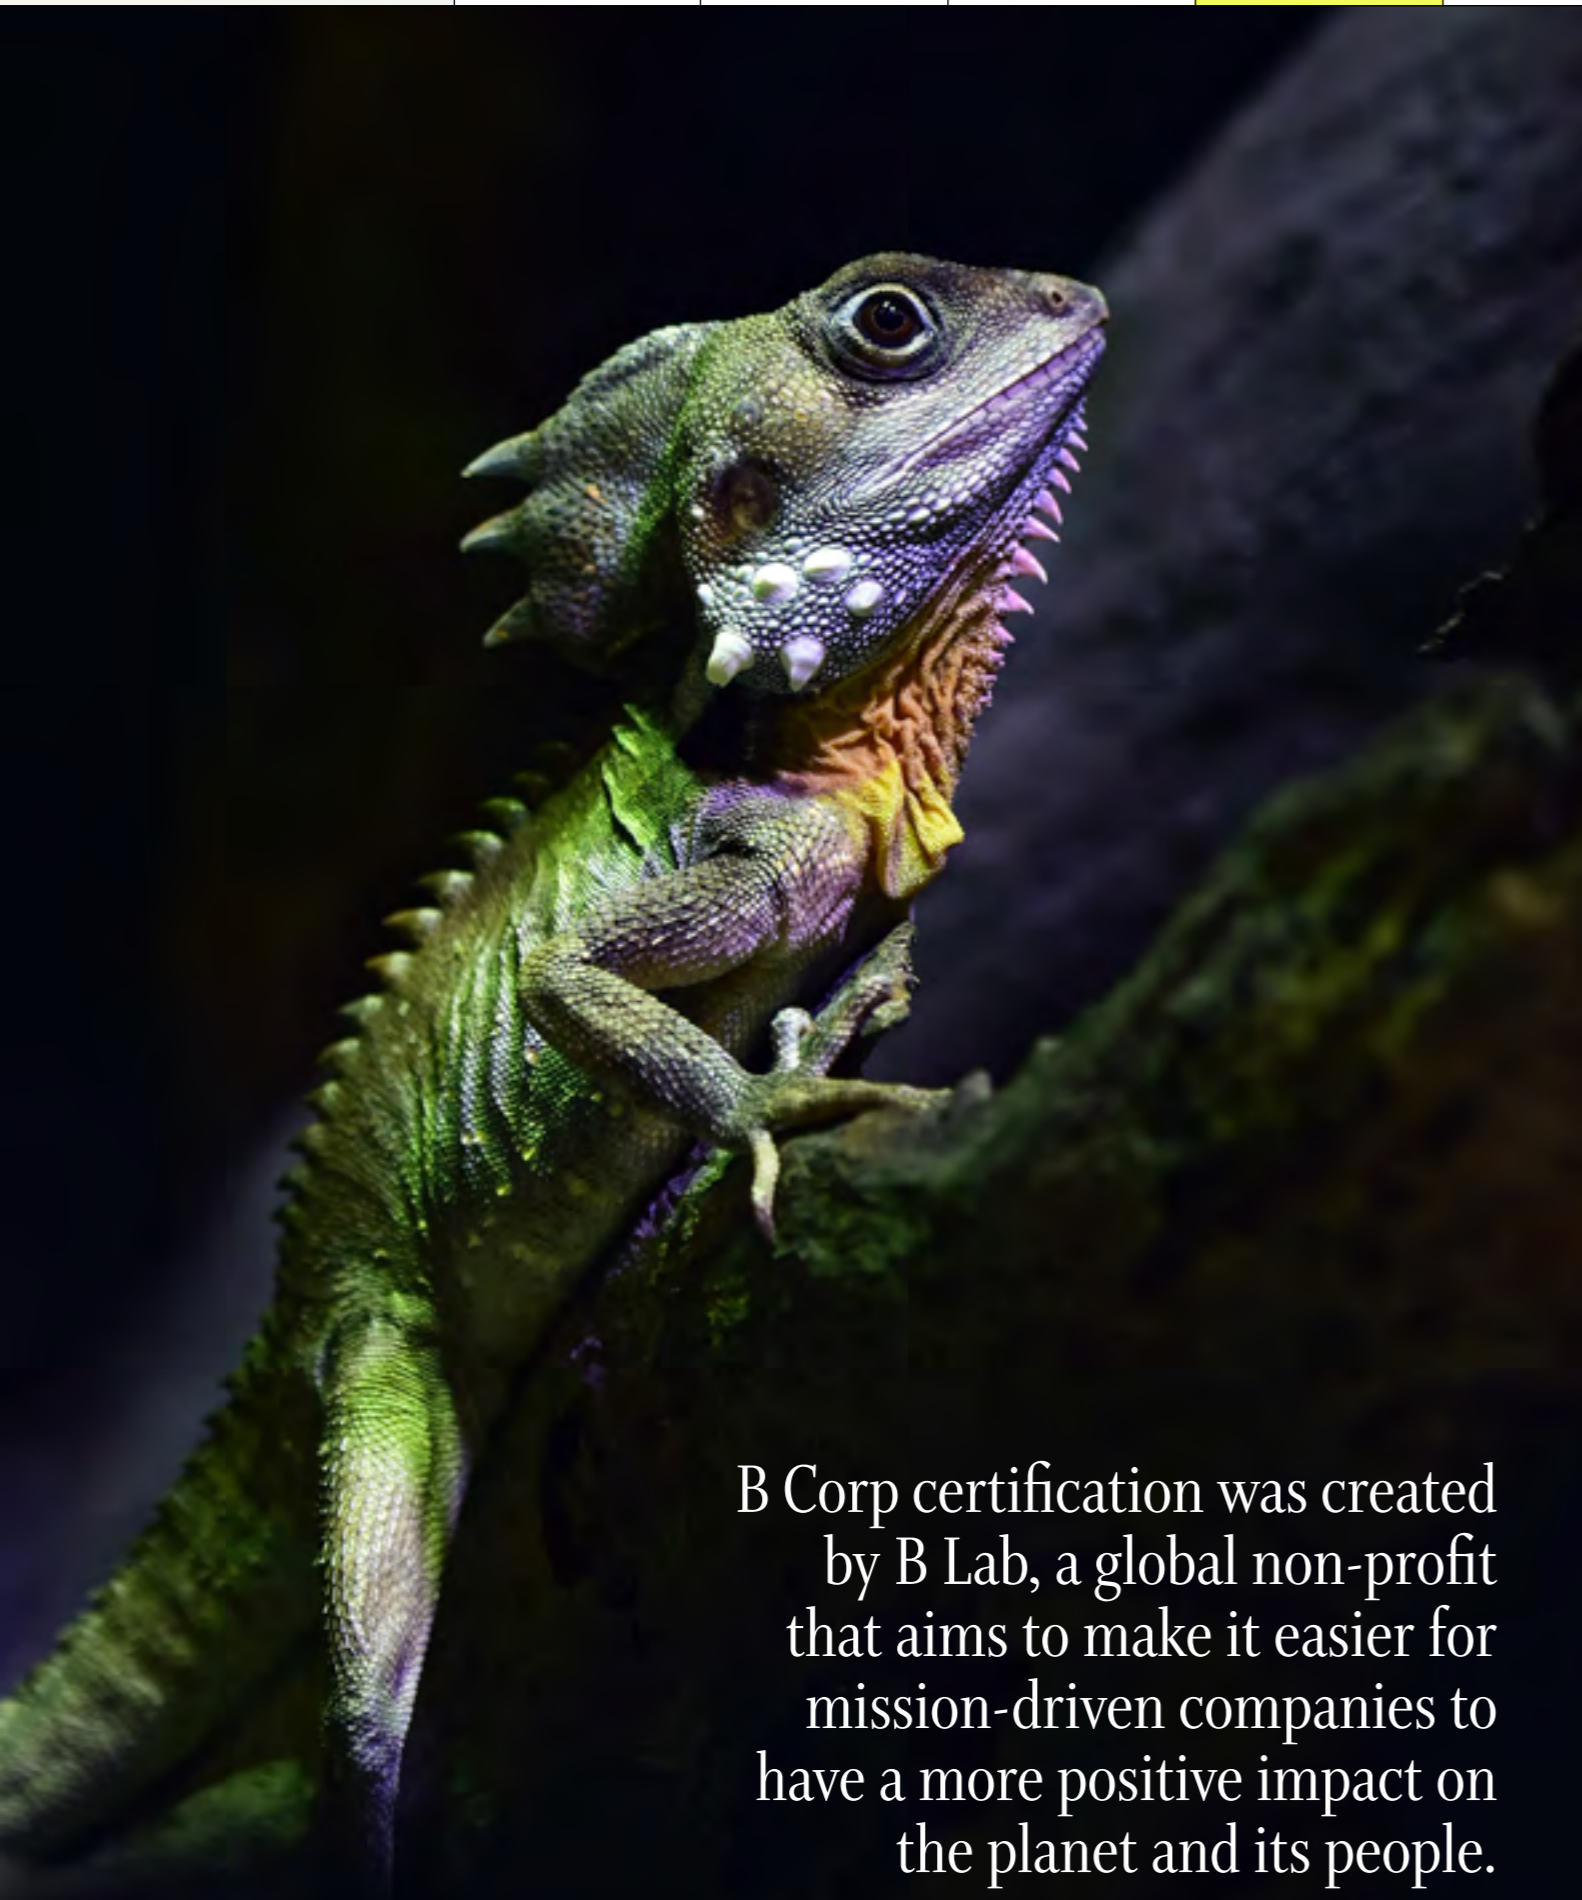 B Corp certification was created
by B Lab, a global non-profit
that aims to make it easier for
mission-driven companies to
have a more positive impact on
the planet and its people.